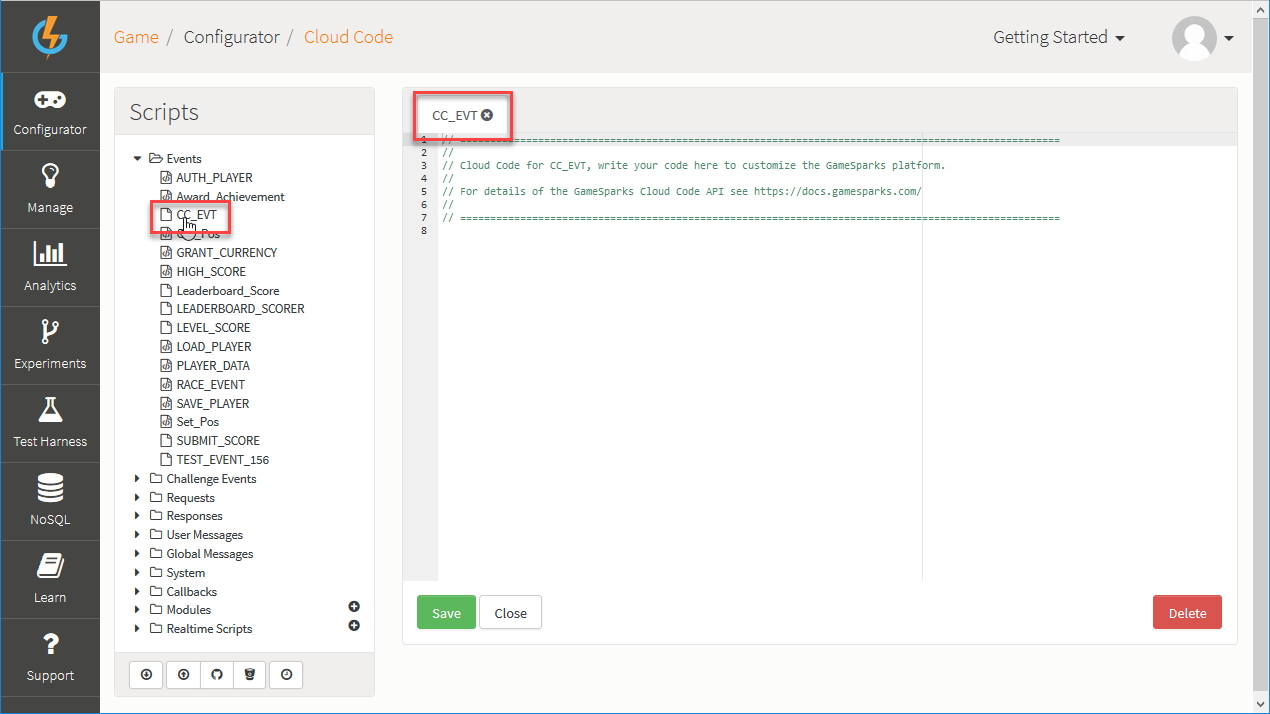 Game / Configurator / Cloud Code
Getting Started
Configurator
Manage
Analytics
Experiments
Test Harness
NoSQL
Learn
Support
Scripts
Events
AUTH_PLAYER
Award_Achievement
CC_EVT
GRANT_CURRENCY
HIGH_SCORE
Leaderboard_Score
LEADERBOARD_SCORER
LEVEL_SCORE
LOAD_PLAYER
PLAYER_DATA
RACE_EVENT
SAVE_PLAYER
Set_Pos
SUBMIT_SCORE
TEST_EVENT_156
Challenge Events
Requests
Responses
User Messages
Global Messages
System
Callbacks
Modules
Realtime Scripts
CC_EVT
1 // ====================================================================================================
2 //
3 // Cloud Code for CC_EVT, write your code here to customize the GameSparks platform.
4 //
5 // For details of the GameSparks Cloud Code API see https://docs.gamesparks.com/
6 //
7 // ====================================================================================================
8
Save
Close
Delete